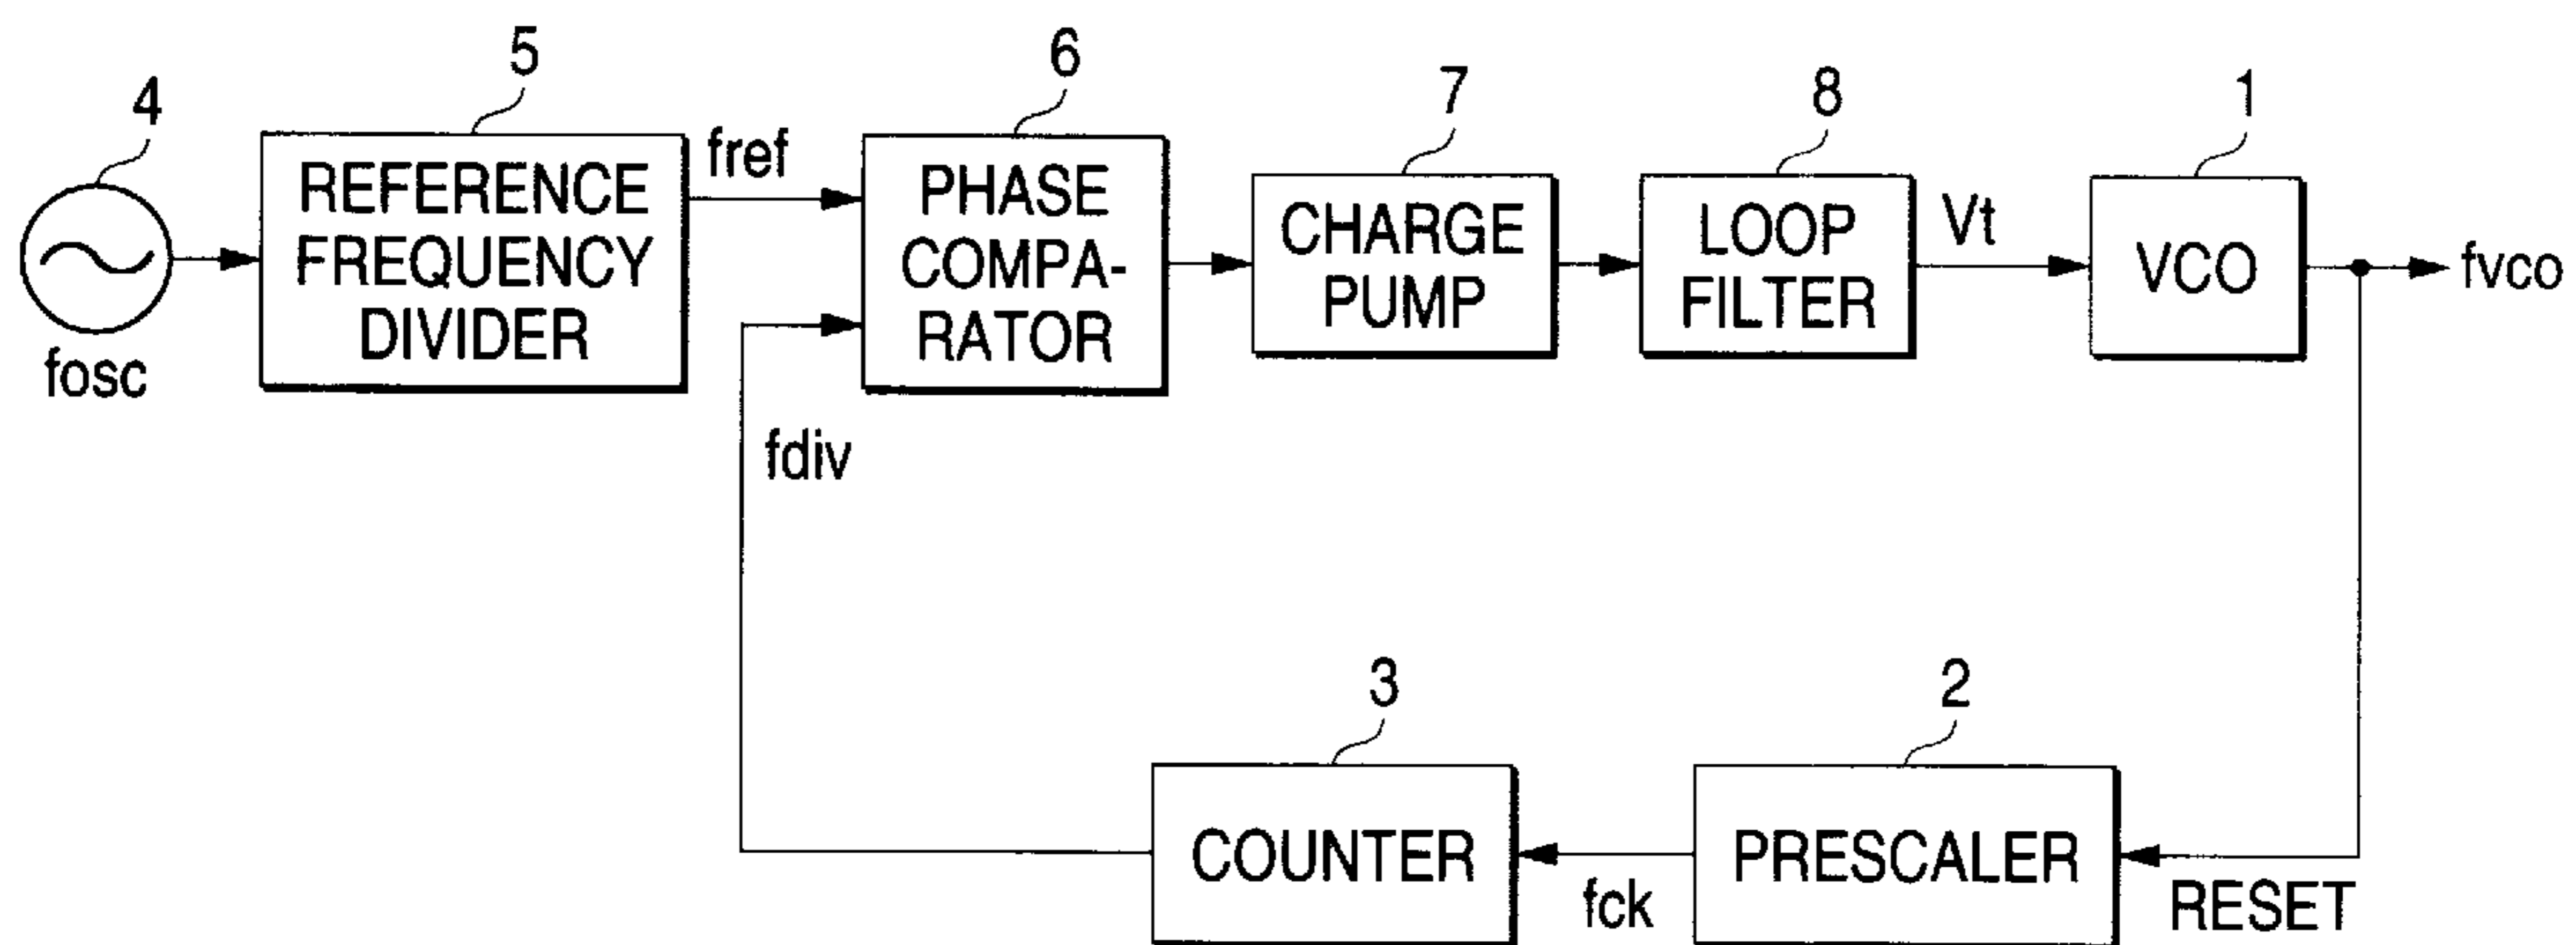 4
5
6
7
8
1
fosc
REFERENCE
FREQUENCY
DIVIDER
fref
PHASE
COMPA-
RATOR
CHARGE
PUMP
LOOP
FILTER
Vt
VCO
fvco
fdiv
3
2
COUNTER
fck
PRESCALER
RESET